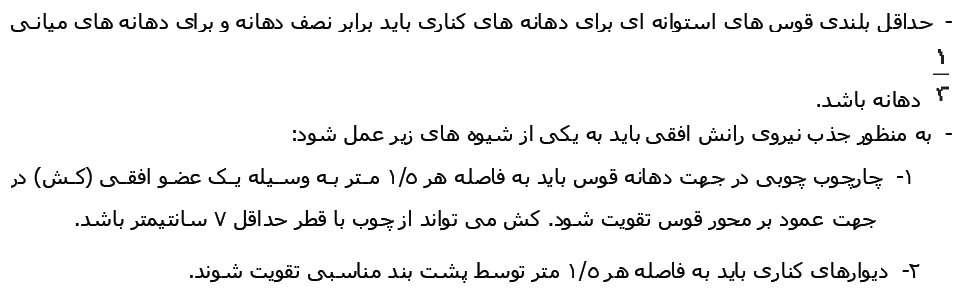 - حداقل بلندی قوس های استوانه ای برای دهانه های کناری باید برابر نصف دهانه و برای دهانه های میانی
۱
۳ دهانه باشد.
- به منظور جذب نیروی رانش افقی باید به یکی از شیوه های زیر عمل شود:
۱- چارچوب چوبی در جهت دهانه قوس باید به فاصله هر ۱/۵ متر به وسیله یک عضو افقی (کش) در
جهت عمود بر محور قوس تقویت شود. کش می تواند از چوب با قطر حداقل ۷ سانتیمتر باشد.
۲- دیوارهای کناری باید به فاصله هر ۱/۵ متر توسط پشت بند مناسبی تقویت شوند.